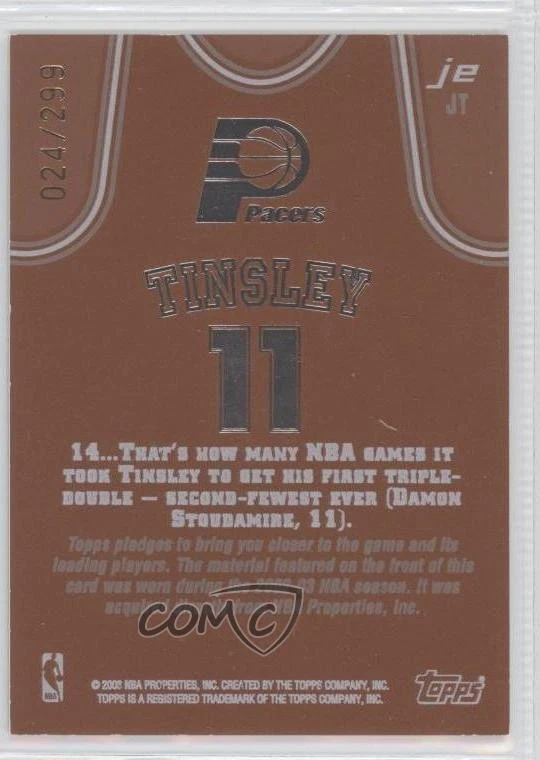 024/299
je
JT
Pacers
TINSLEY
11
14...THAT'S HOW MANY NBA GAMES IT
TOOK TINSLEY TO GET HIS FIRST TRIPLE-
DOUBLE — SECOND-FEWEST EVER (DAMON
STOUDAMIRE, 11).
Topps pledges to bring you closer to the game and its
leading players. The material featured on the front of this
card was worn during the NBA season. It was
from NBA Properties, Inc.
COMC
NBA
© 2003 NBA PROPERTIES, INC. CREATED BY THE TOPPS COMPANY, INC.
TOPPS IS A REGISTERED TRADEMARK OF THE TOPPS COMPANY, INC.
topps